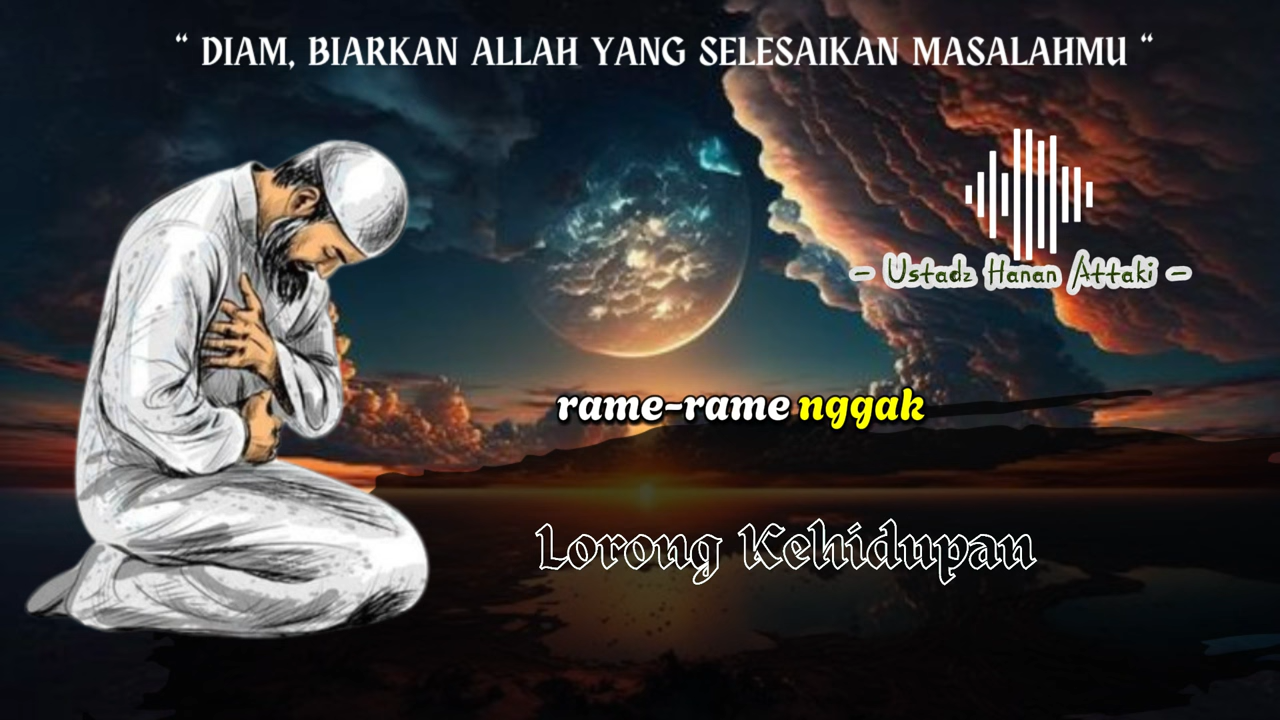 “ DIAM, BIARKAN ALLAH YANG SELESAIKAN MASALAHMU “
– Ustadz Hanan Attaki –
rame-rame nggak
Lorong Kehidupan